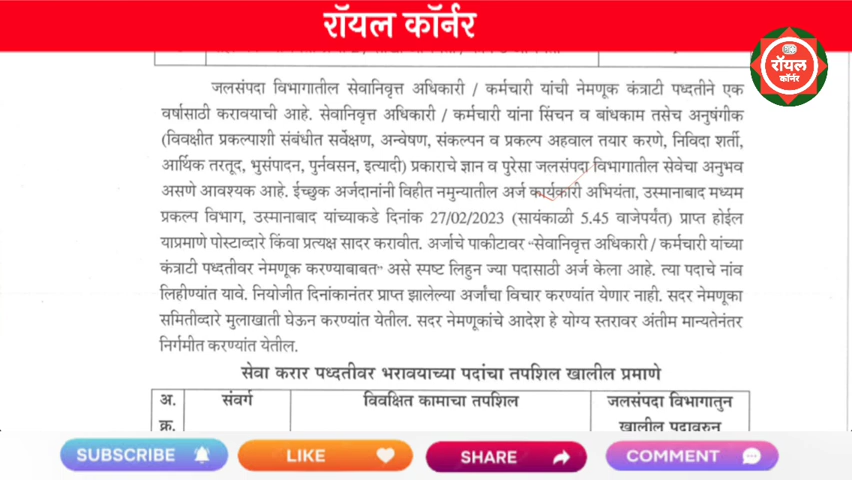 रॉयल कॉर्नर
रॉयल
कॉर्नर
जलसंपदा विभागातील सेवानिवृत्त अधिकारी / कर्मचारी यांची नेमणूक कंत्राटी पध्दतीने एक
वर्षासाठी करावयाची आहे. सेवानिवृत्त अधिकारी / कर्मचारी यांना सिंचन व बांधकाम तसेच अनुषंगीक
(विवक्षीत प्रकल्पाशी संबंधीत सर्वेक्षण, अन्वेषण, संकल्पन व प्रकल्प अहवाल तयार करणे, निविदा शर्ती,
आर्थिक तरतूद, भुसंपादन, पुर्नवसन, इत्यादी) प्रकाराचे ज्ञान व पुरेसा जलसंपदा विभागातील सेवेचा अनुभव
असणे आवश्यक आहे. ईच्छुक अर्जदानांनी विहीत नमुन्यातील अर्ज कार्यकारी अभियंता, उस्मानाबाद मध्यम
प्रकल्प विभाग, उस्मानाबाद यांच्याकडे दिनांक 27/02/2023 (सायंकाळी 5.45 वाजेपर्यंत) प्राप्त होईल
याप्रमाणे पोस्टाव्दारे किंवा प्रत्यक्ष सादर करावीत. अर्जाचे पाकीटावर "सेवानिवृत्त अधिकारी / कर्मचारी यांच्या
कंत्राटी पध्दतीवर नेमणूक करण्याबाबत" असे स्पष्ट लिहुन ज्या पदासाठी अर्ज केला आहे. त्या पदाचे नांव
लिहीण्यांत यावे. नियोजीत दिनांकानंतर प्राप्त झालेल्या अर्जांचा विचार करण्यांत येणार नाही. सदर नेमणूका
समितीव्दारे मुलाखाती घेऊन करण्यांत येतील. सदर नेमणूकांचे आदेश हे योग्य स्तरावर अंतीम मान्यतेनंतर
निर्गमीत करण्यांत येतील.
सेवा करार पध्दतीवर भरावयाच्या पदांचा तपशिल खालील प्रमाणे
अ. संवर्ग विवक्षित कामाचा तपशिल जलसंपदा विभागातुन
क्र. खालील पदावरुन
SUBSCRIBE LIKE SHARE COMMENT